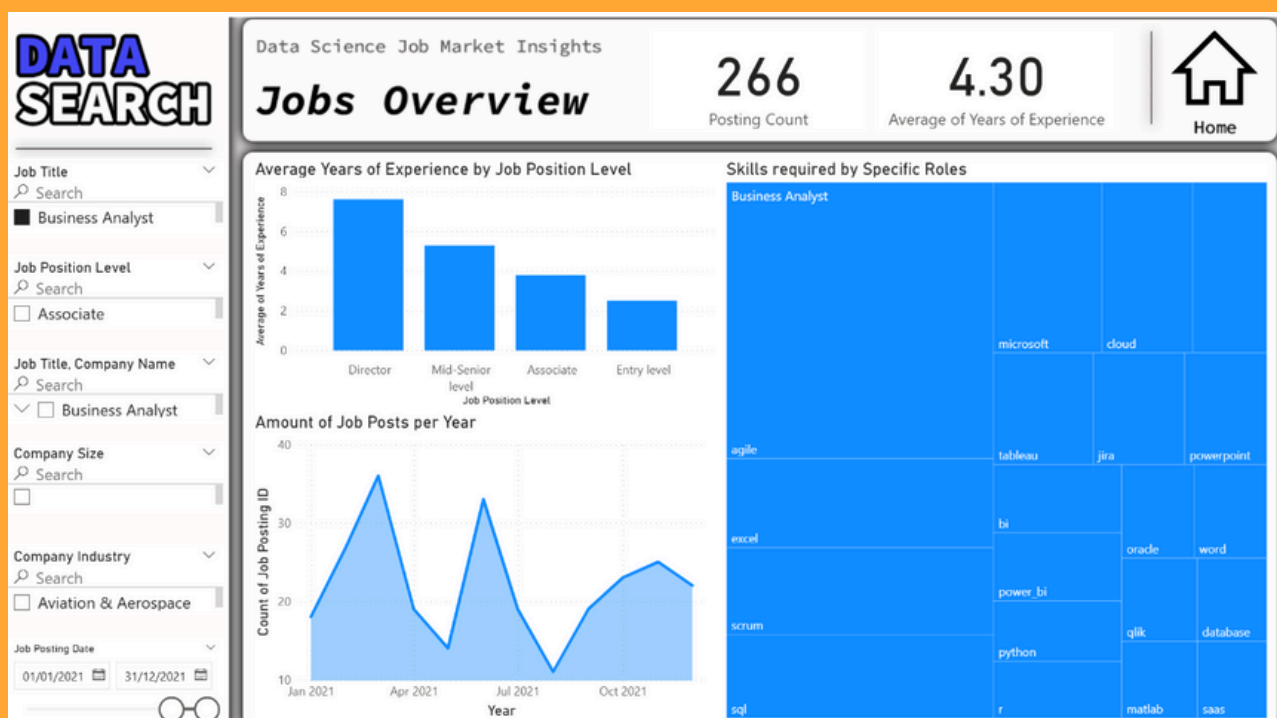 DATA
SEARCH
Job Title
Search
Business Analyst
Job Position Level
Search
Associate
Job Title, Company Name
Search
Business Analyst
Company Size
Search
Company Industry
Search
Aviation & Aerospace
Job Posting Date
01/01/2021
31/12/2021
Data Science Job Market Insights
Jobs Overview
266
Posting Count
4.30
Average of Years of Experience
Home
Average Years of Experience by Job Position Level
Average of Years of Experience
8
6
4
2
0
Director
Mid-Senior
level
Associate
Entry level
Job Position Level
Amount of Job Posts per Year
Count of Job Posting ID
40
30
20
10
Jan 2021
Apr 2021
Jul 2021
Oct 2021
Year
Skills required by Specific Roles
Business Analyst
agile
excel
scrum
sql
microsoft
cloud
tableau
jira
powerpoint
bi
power_bi
python
r
oracle
word
qlik
database
matlab
saas